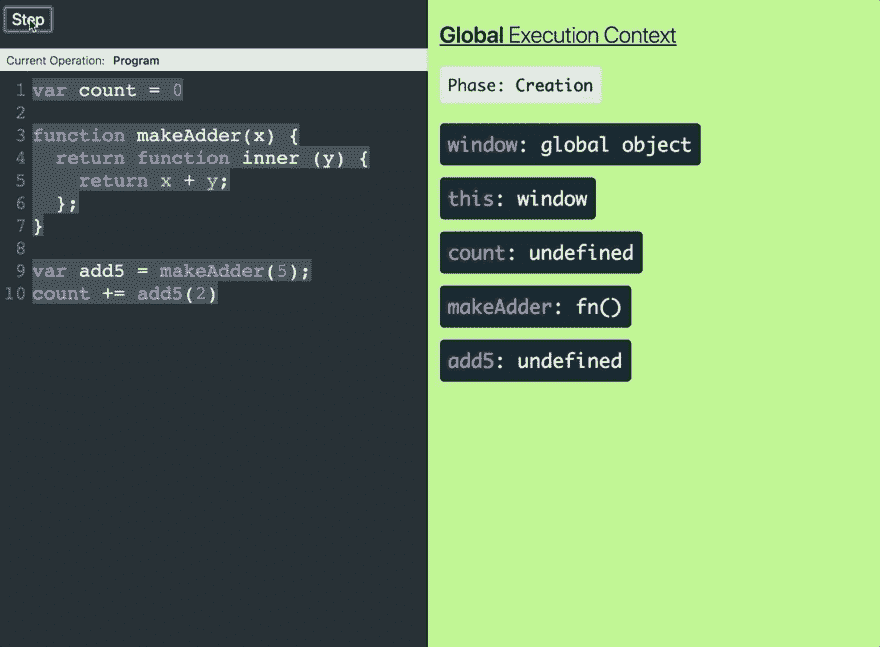 Step
Current Operation: Program
1 var count = 0
2
3 function makeAdder(x) {
4   return function inner (y) {
5     return x + y;
6   };
7 }
8
9 var add5 = makeAdder(5);
10 count += add5(2)
Global Execution Context
Phase: Creation
window: global object
this: window
count: undefined
makeAdder: fn()
add5: undefined